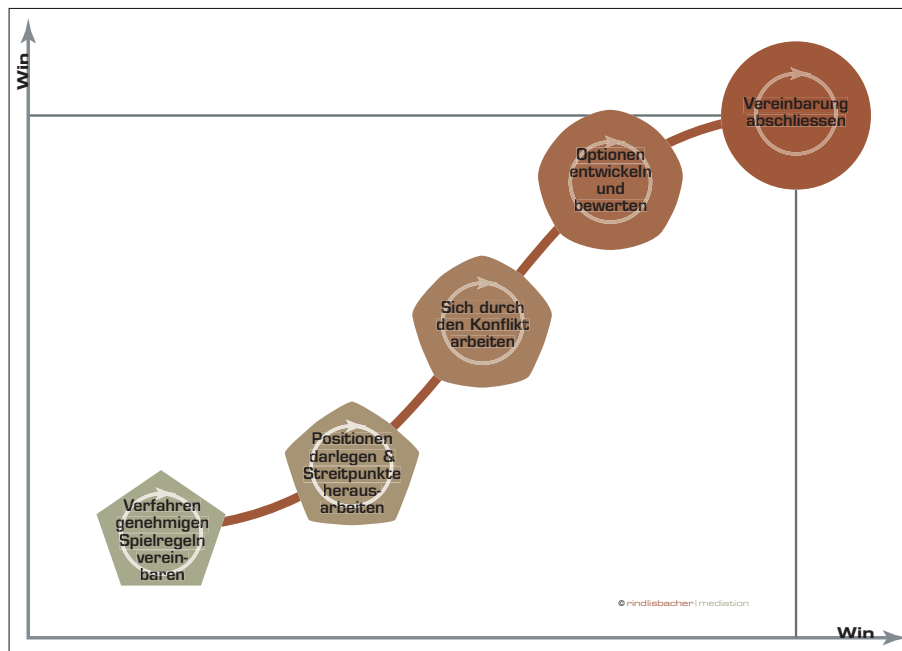 Win
Vereinbarung
abschliessen
Optionen
entwickeln
und
bewerten
Sich durch
den Konflikt
arbeiten
Positionen
darlegen &
Streitpunkte
heraus-
arbeiten
Verfahren
genehmigen
Spielregeln
verein-
baren
© rindlisbacher | mediation
Win